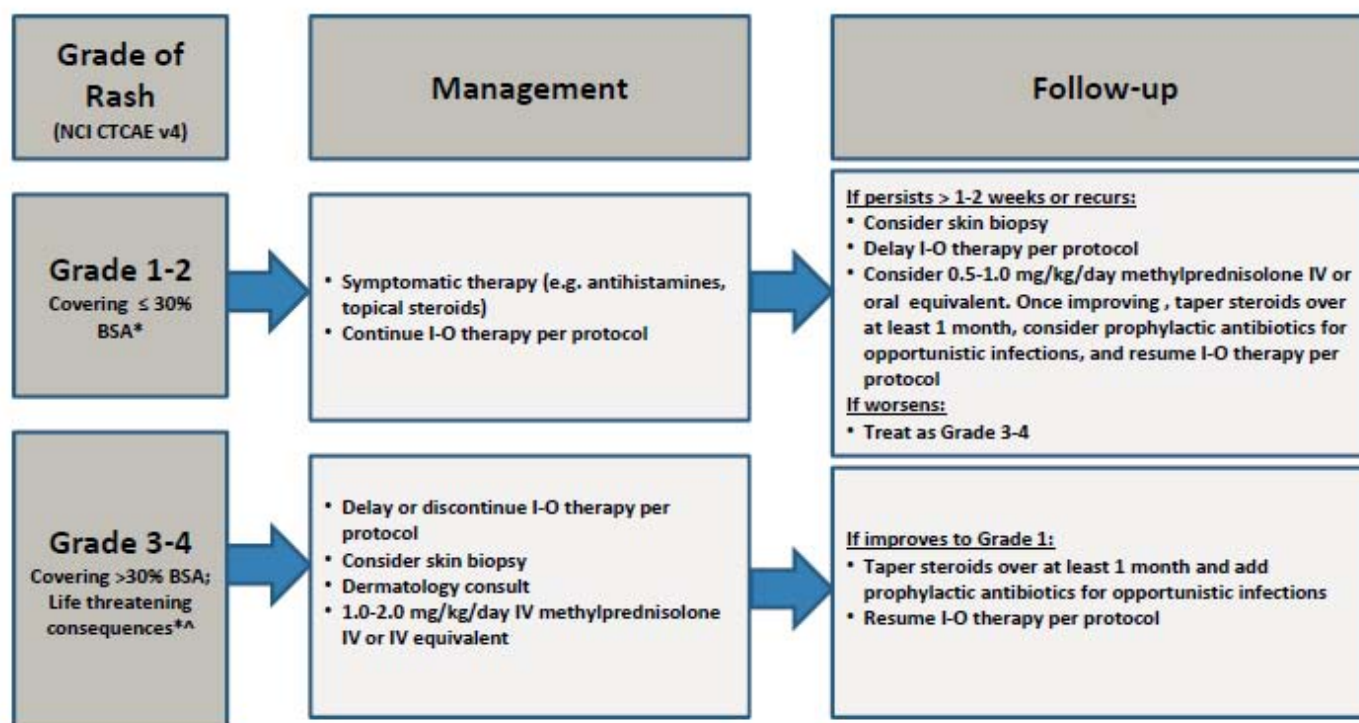 Grade of
Rash
(NCI CTCAE v4)
Management
Follow-up
Grade 1-2
Covering ≤ 30%
BSA*
• Symptomatic therapy (e.g. antihistamines,
topical steroids)
• Continue I-O therapy per protocol
If persists > 1-2 weeks or recurs:
• Consider skin biopsy
• Delay I-O therapy per protocol
• Consider 0.5-1.0 mg/kg/day methylprednisolone IV or
oral equivalent. Once improving , taper steroids over
at least 1 month, consider prophylactic antibiotics for
opportunistic infections, and resume I-O therapy per
protocol
If worsens:
• Treat as Grade 3-4
Grade 3-4
Covering >30% BSA;
Life threatening
consequences*^
• Delay or discontinue I-O therapy per
protocol
• Consider skin biopsy
• Dermatology consult
• 1.0-2.0 mg/kg/day IV methylprednisolone
IV or IV equivalent
If improves to Grade 1:
• Taper steroids over at least 1 month and add
prophylactic antibiotics for opportunistic infections
• Resume I-O therapy per protocol